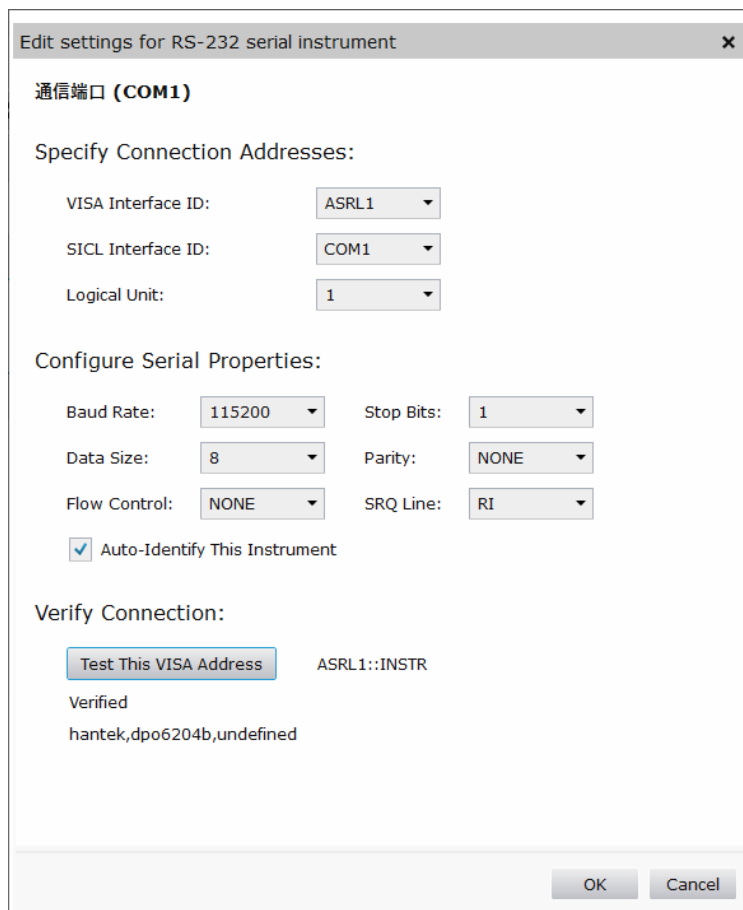 Edit settings for RS-232 serial instrument
通信端口 (COM1)
Specify Connection Addresses:
VISA Interface ID: ASRL1
SICL Interface ID: COM1
Logical Unit: 1
Configure Serial Properties:
Baud Rate: 115200 Stop Bits: 1
Data Size: 8 Parity: NONE
Flow Control: NONE SRQ Line: RI
Auto-Identify This Instrument
Verify Connection:
Test This VISA Address ASRL1::INSTR
Verified
hantek,dpo6204b,undefined
OK Cancel